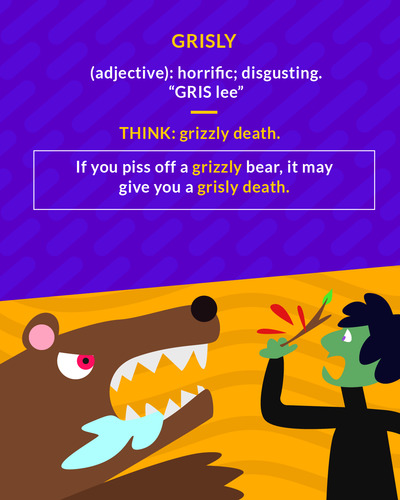 GRISLY
(adjective): horrific; disgusting.
“GRIS lee”
THINK: grizzly death.
If you piss off a grizzly bear, it may
give you a grisly death.